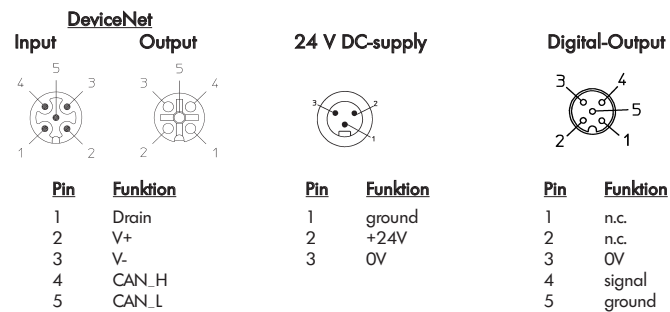 DeviceNet
Input Output 24 V DC-supply Digital-Output
5 5
4 3 3 4
1 2 2 1
3 2
1
3 4
5
2 1
Pin Funktion Pin Funktion Pin Funktion
1 Drain 1 ground 1 n.c.
2 V+ 2 +24V 2 n.c.
3 V- 3 0V 3 0V
4 CAN_H 4 signal
5 CAN_L 5 ground